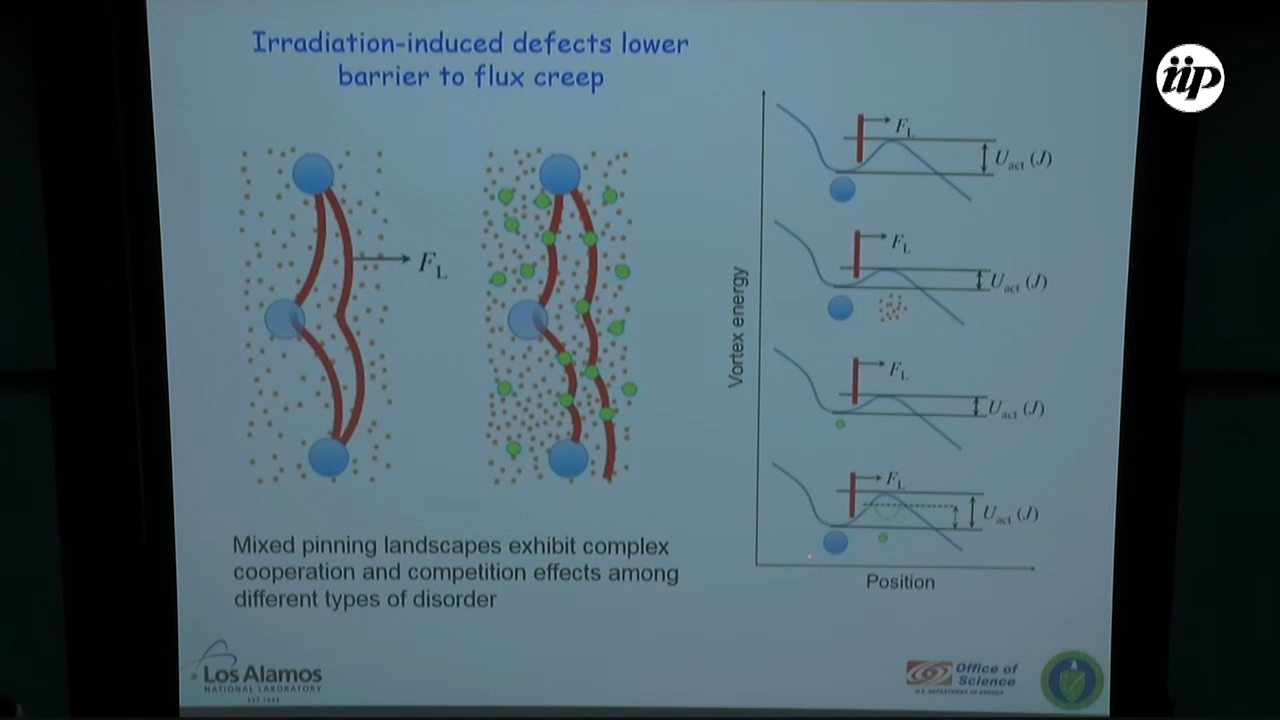 Irradiation-induced defects lower
barrier to flux creep
iip
F_L
U_act (J)
F_L
F_L
U_act (J)
Vortex energy
F_L
U_act (J)
F_L
U_act (J)
Mixed pinning landscapes exhibit complex
cooperation and competition effects among
different types of disorder
Position
Los Alamos
NATIONAL LABORATORY
EST. 1943
Office of
Science
U.S. DEPARTMENT OF ENERGY